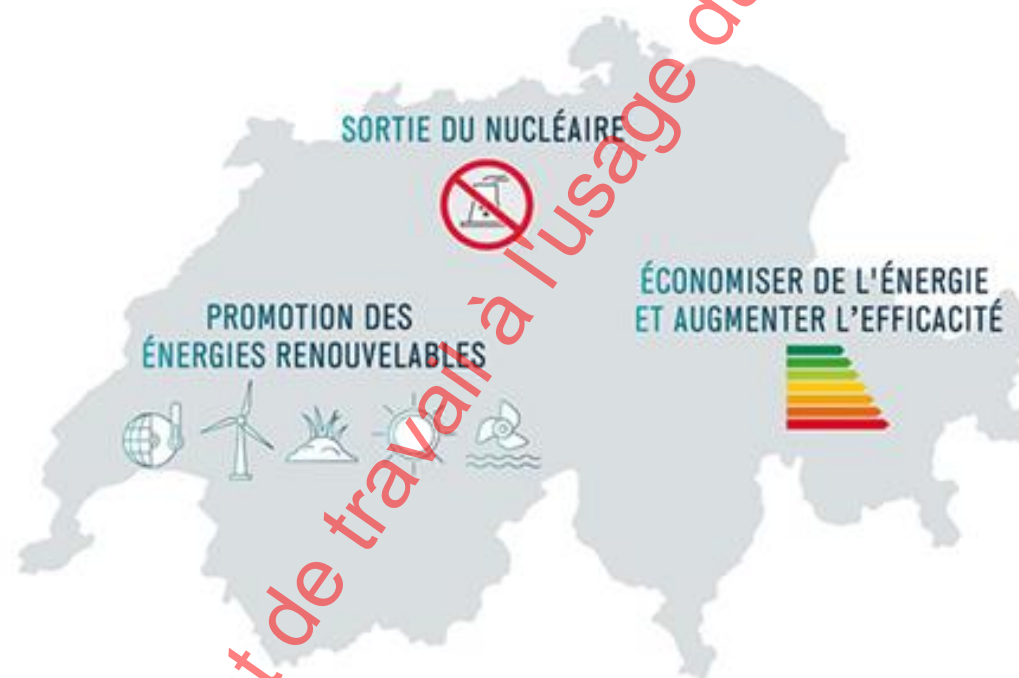 SORTIE DU NUCLÉAIRE
PROMOTION DES
ÉNERGIES RENOUVELABLES
ÉCONOMISER DE L'ÉNERGIE
ET AUGMENTER L'EFFICACITÉ
t de travail à l'usage d